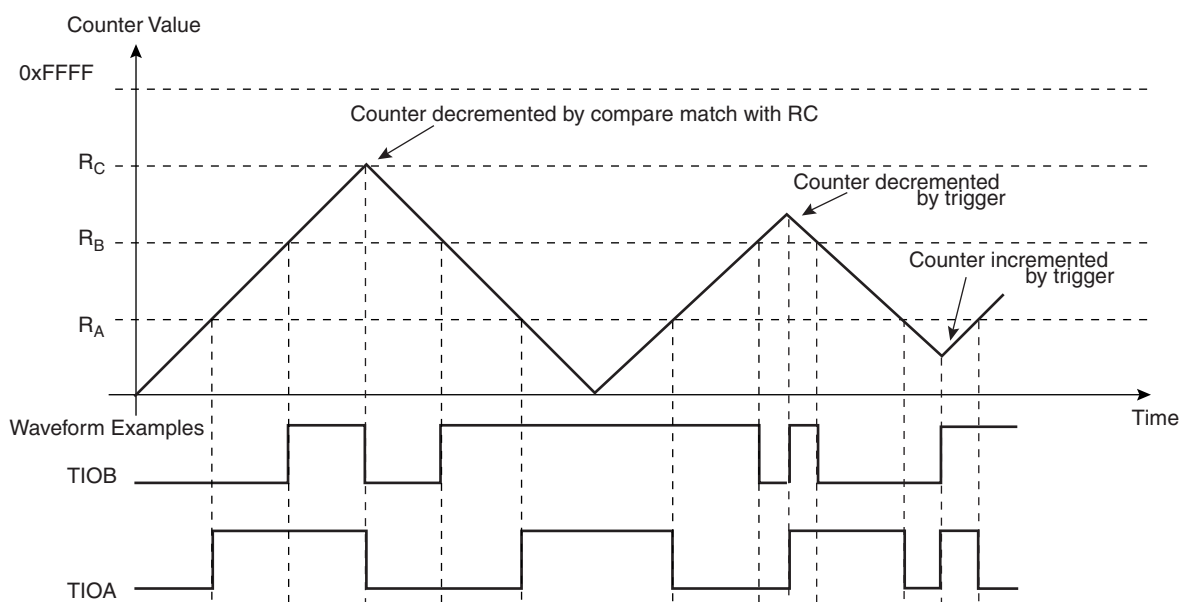 Counter Value
0xFFFF
Counter decremented by compare match with RC
RC
Counter decremented
by trigger
RB
Counter incremented
by trigger
RA
Time
Waveform Examples
TIOB
TIOA